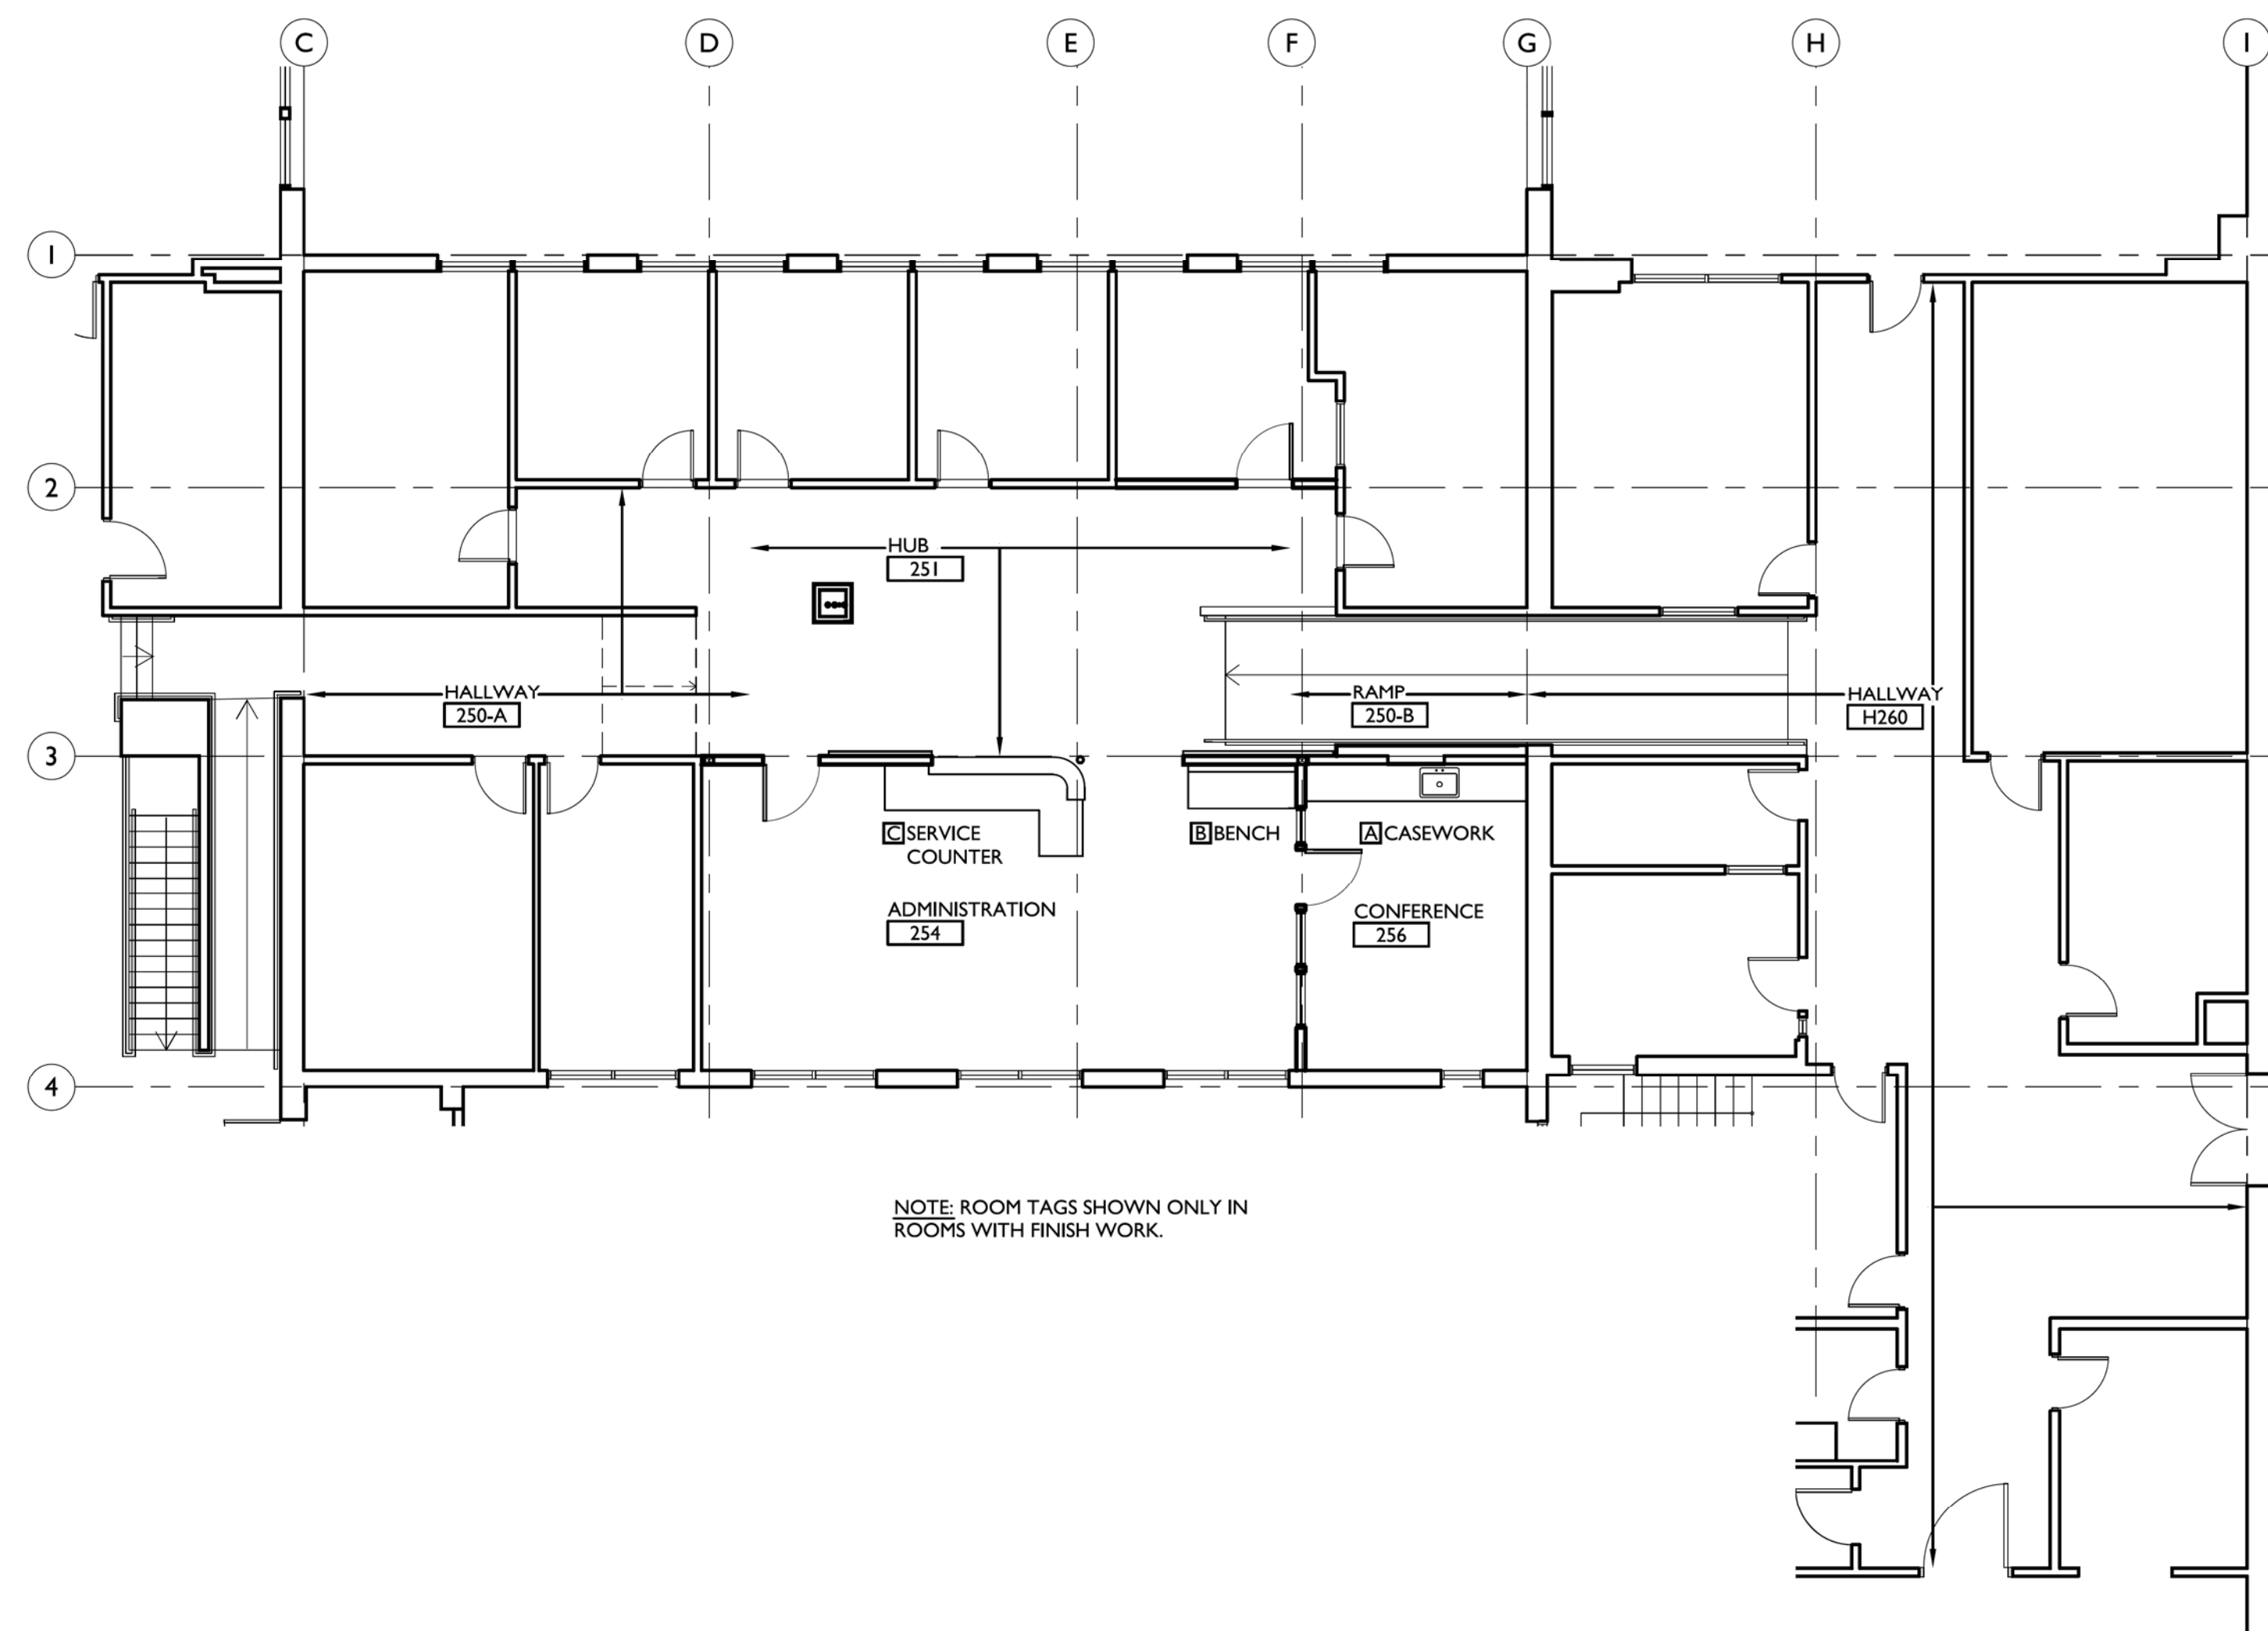 C D E F G H I
1
2
HUB
251
HALLWAY
250-A
RAMP
250-B
HALLWAY
H260
3
C SERVICE
COUNTER
B BENCH
A CASEWORK
ADMINISTRATION
254
CONFERENCE
256
4
NOTE: ROOM TAGS SHOWN ONLY IN
ROOMS WITH FINISH WORK.